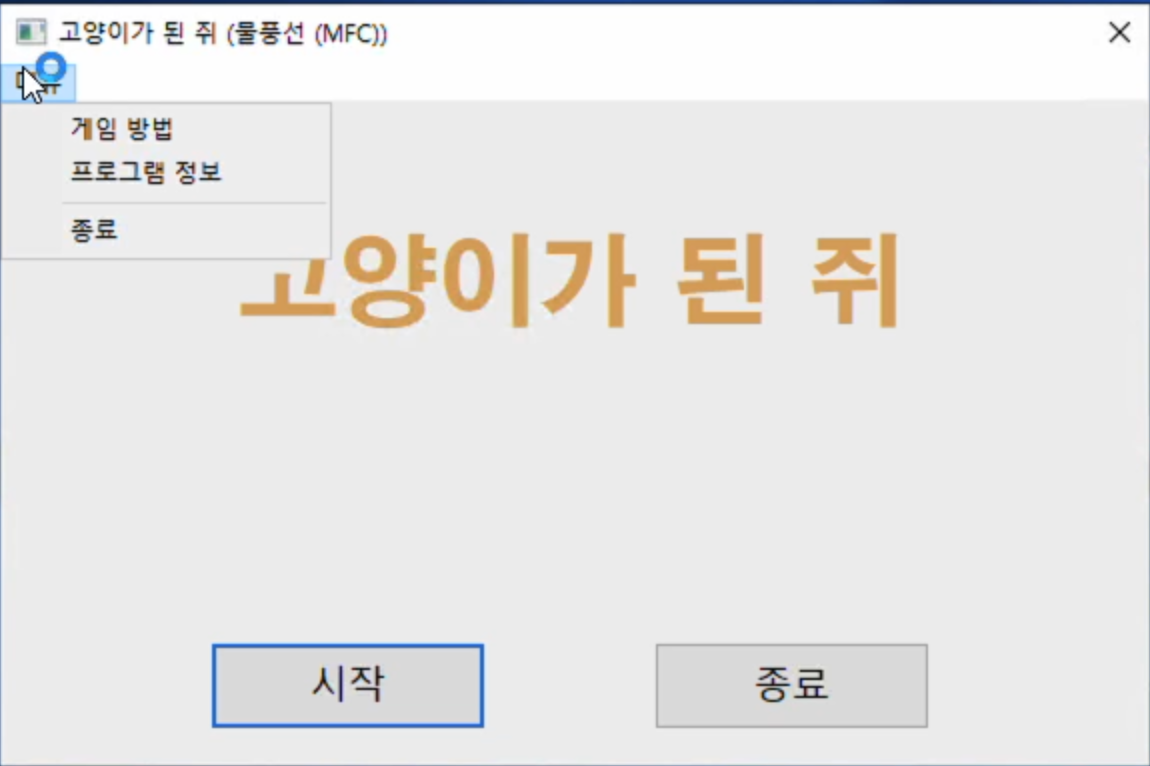 고양이가 된 쥐 (물풍선 (MFC))
게임 방법
프로그램 정보
종료
고양이가 된 쥐
시작
종료